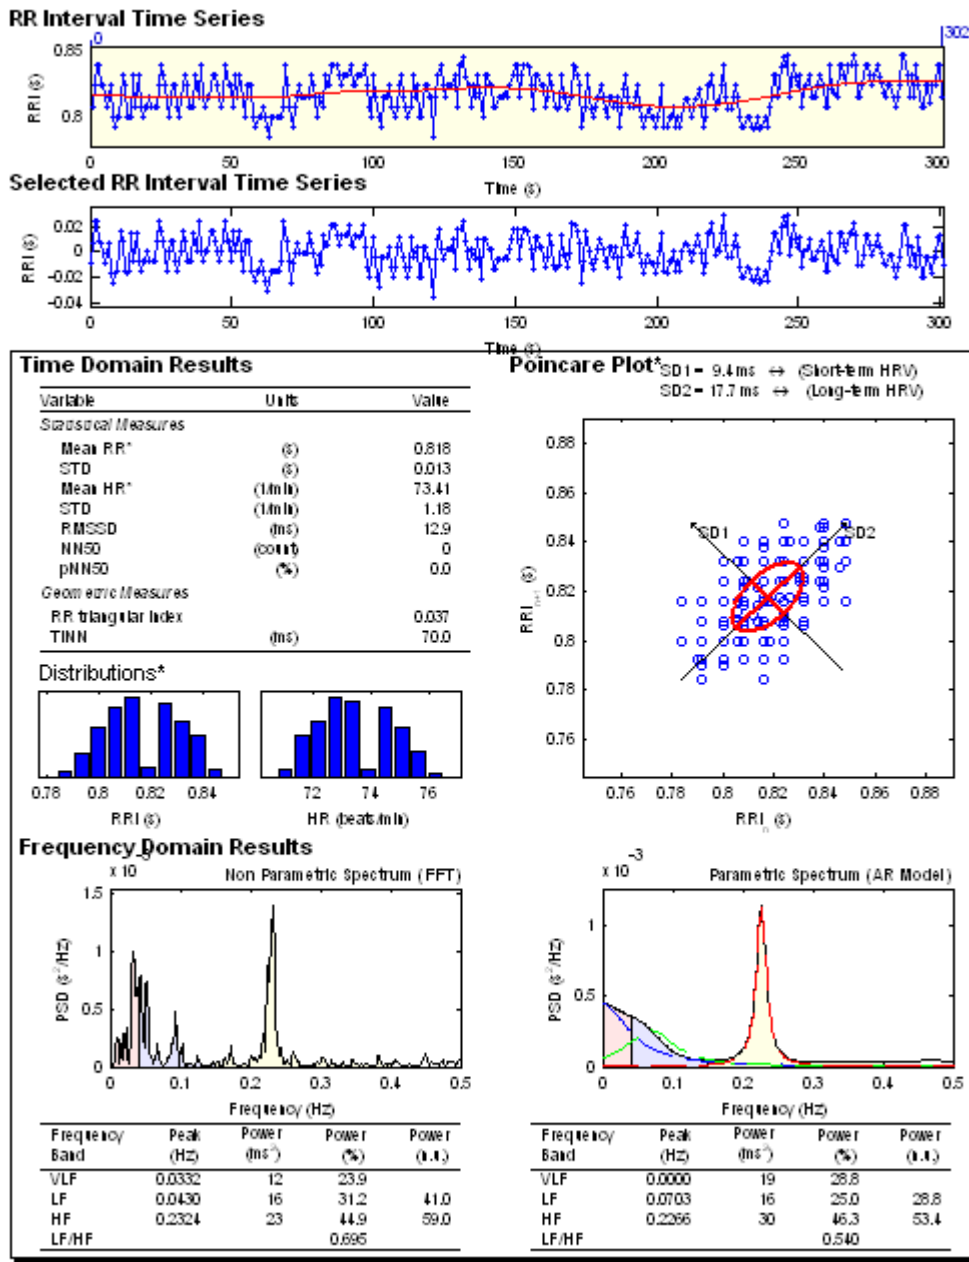 RR Interval Time Series
0 302
0.85
0.8
RRI (s)
0 50 100 150 200 250 300
Time (s)
Selected RR Interval Time Series
0.02
0
-0.02
-0.04
RRI (s)
0 50 100 150 200 250 300
Time (s)
Time Domain Results
Variable Units Value
Statistical Measures
Mean RR* (s) 0.818
STD (s) 0.013
Mean HR* (1/min) 73.41
STD (1/min) 1.18
RMSSD (ms) 12.9
NN50 (count) 0
pNN50 (%) 0.0
Geometric Measures
RR triangular index 0.037
TINN (ms) 70.0
Distributions*
0.78 0.8 0.82 0.84
RRI (s)
72 74 76
HR (beats/min)
Poincare Plot*
SD1 = 9.4 ms ↔ (Short-term HRV)
SD2 = 17.7 ms ↔ (Long-term HRV)
0.88
0.86
0.84
0.82
0.8
0.78
0.76
RRIn+1 (s)
SD1 SD2
0.76 0.78 0.8 0.82 0.84 0.86 0.88
RRIn (s)
Frequency Domain Results
x 10-3
Non Parametric Spectrum (FFT)
1.5
1
0.5
0
PSD (s²/Hz)
0 0.1 0.2 0.3 0.4 0.5
Frequency (Hz)
Frequency Band Peak (Hz) Power (ms²) Power (%) Power (n.u.)
VLF 0.0332 12 23.9
LF 0.0430 16 31.2 41.0
HF 0.2324 23 44.9 59.0
LF/HF 0.695
x 10-3
Parametric Spectrum (AR Model)
1
0.5
0
PSD (s²/Hz)
0 0.1 0.2 0.3 0.4 0.5
Frequency (Hz)
Frequency Band Peak (Hz) Power (ms²) Power (%) Power (n.u.)
VLF 0.0000 19 28.8
LF 0.0703 16 25.0 28.8
HF 0.2266 30 46.3 53.4
LF/HF 0.540